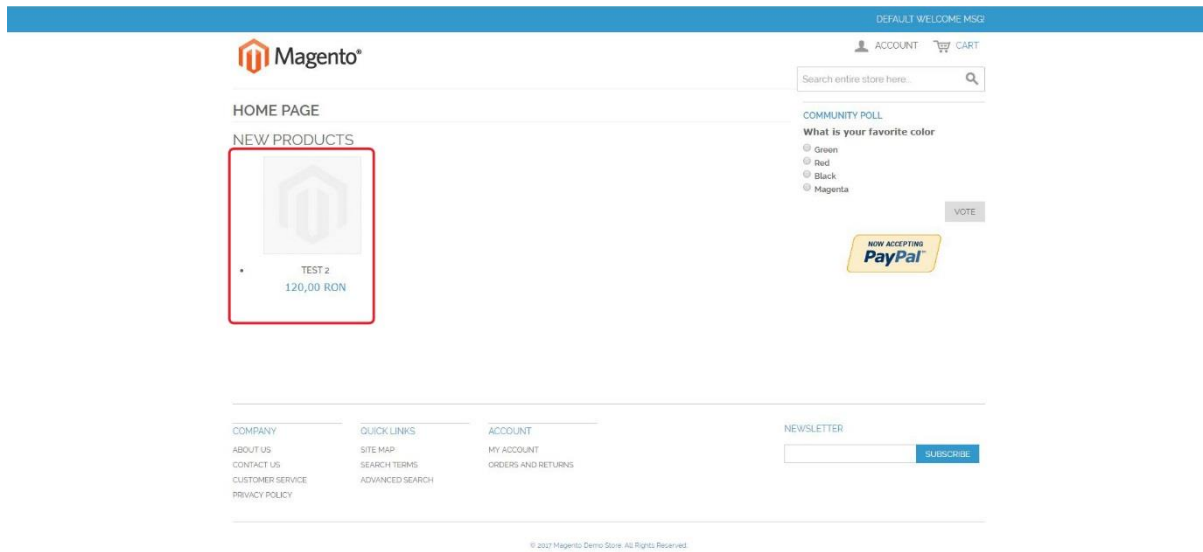 DEFAULT WELCOME MSG!
Magento®
ACCOUNT CART
Search entire store here...
HOME PAGE
NEW PRODUCTS
TEST 2
120,00 RON
COMMUNITY POLL
What is your favorite color
Green
Red
Black
Magenta
VOTE
NOW ACCEPTING
PayPal™
COMPANY
ABOUT US
CONTACT US
CUSTOMER SERVICE
PRIVACY POLICY
QUICK LINKS
SITE MAP
SEARCH TERMS
ADVANCED SEARCH
ACCOUNT
MY ACCOUNT
ORDERS AND RETURNS
NEWSLETTER
SUBSCRIBE
© 2017 Magento Demo Store. All Rights Reserved.